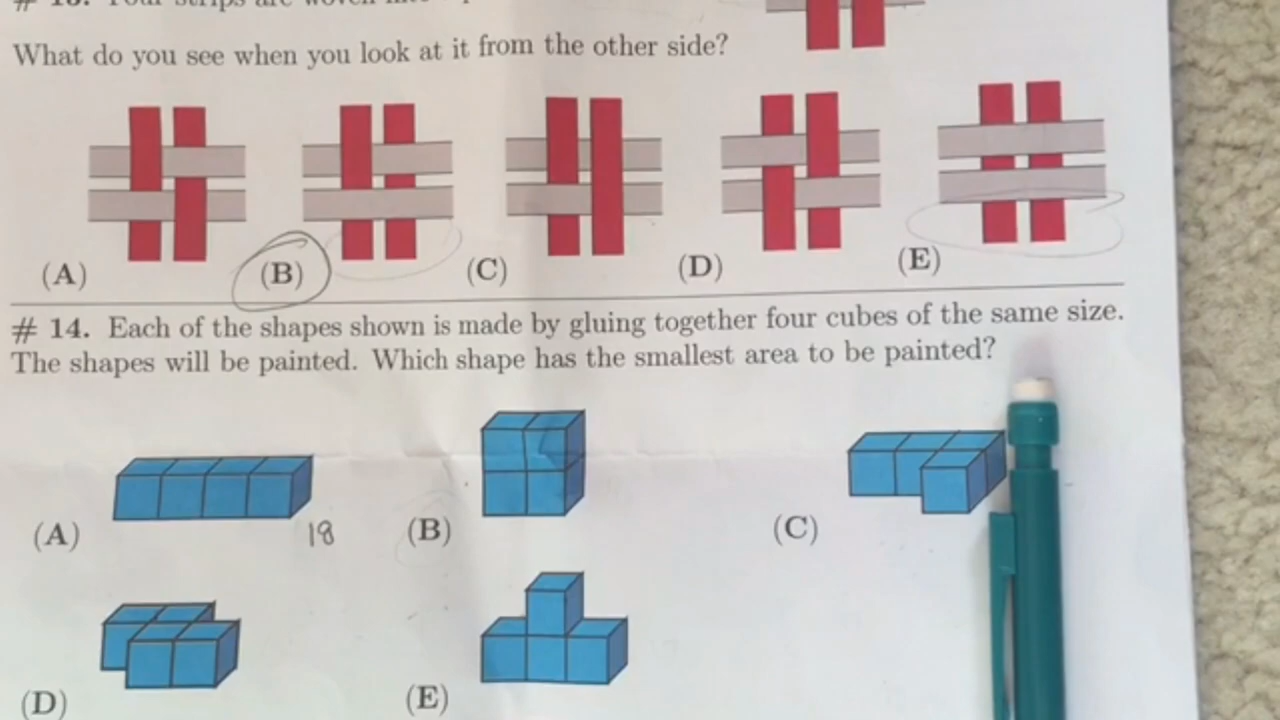 What do you see when you look at it from the other side?
(A) (B) (C) (D) (E)
# 14. Each of the shapes shown is made by gluing together four cubes of the same size.
The shapes will be painted. Which shape has the smallest area to be painted?
(A) 18 (B) (C)
(D) (E)